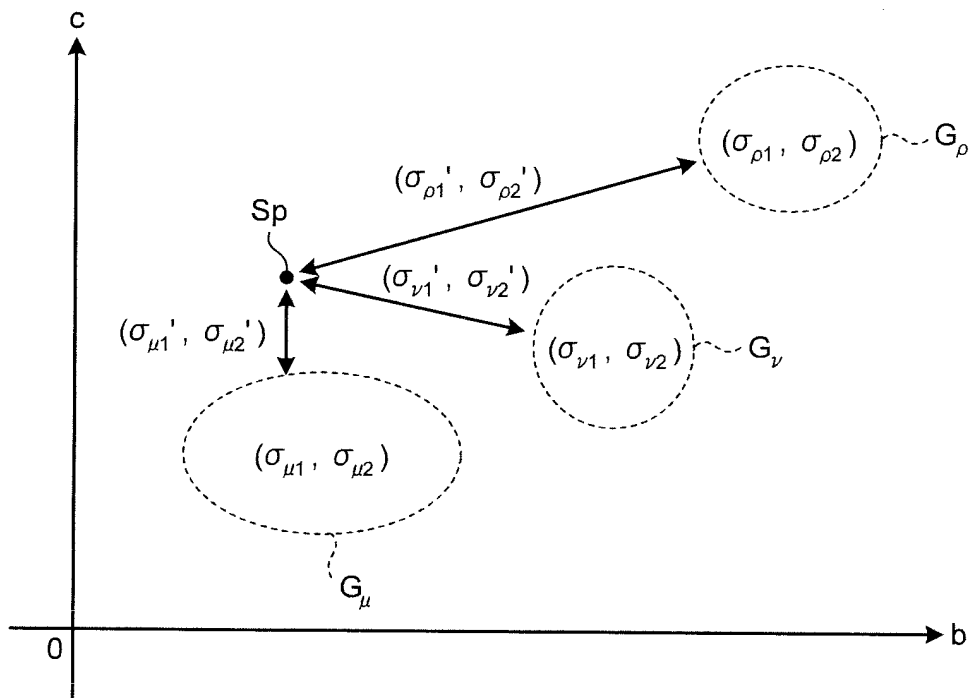 c
(σρ1, σρ2)
Gρ
(σρ1', σρ2')
Sp
(σν1', σν2')
(σμ1', σμ2')
(σν1, σν2)
Gν
(σμ1, σμ2)
Gμ
0
b